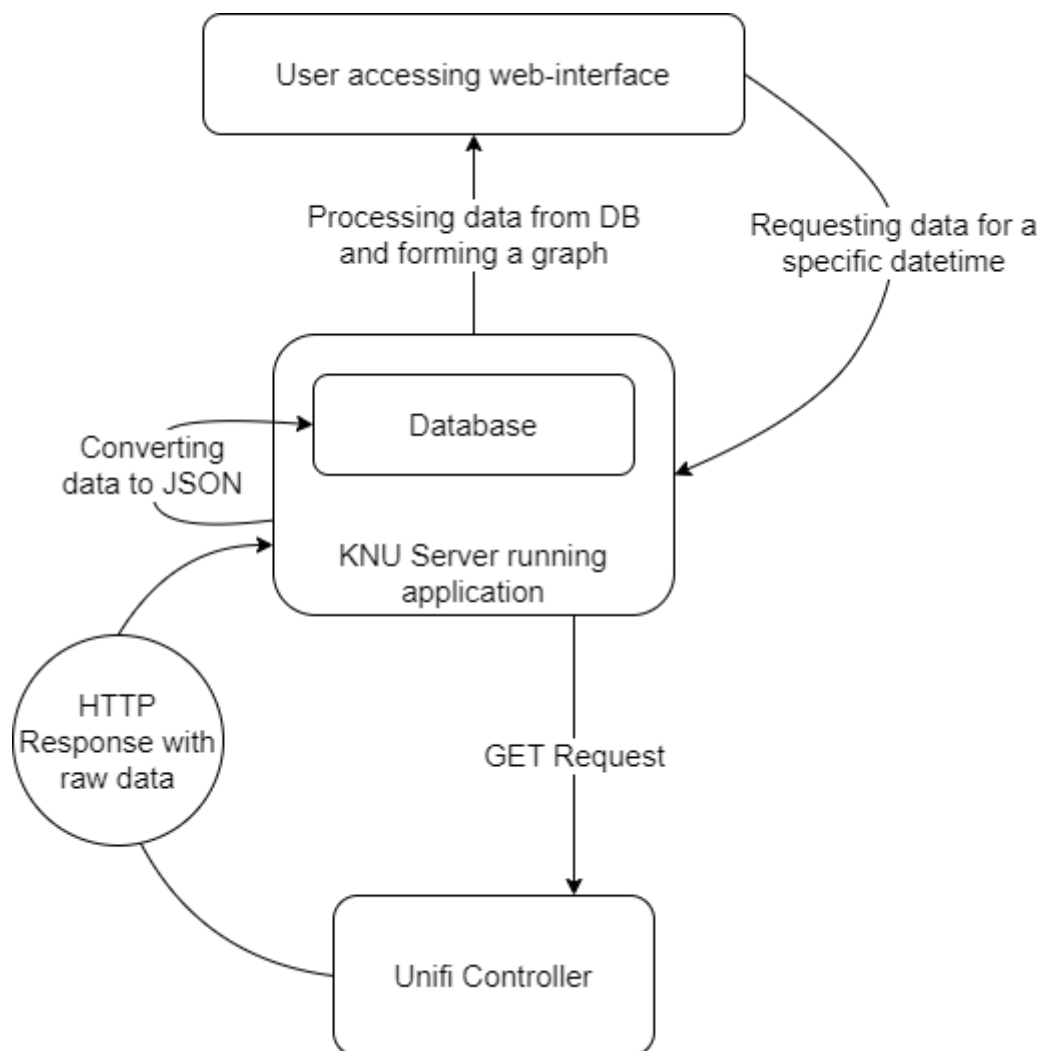 User accessing web-interface
Processing data from DB
and forming a graph
Requesting data for a
specific datetime
Database
Converting
data to JSON
KNU Server running
application
HTTP
Response with
raw data
GET Request
Unifi Controller